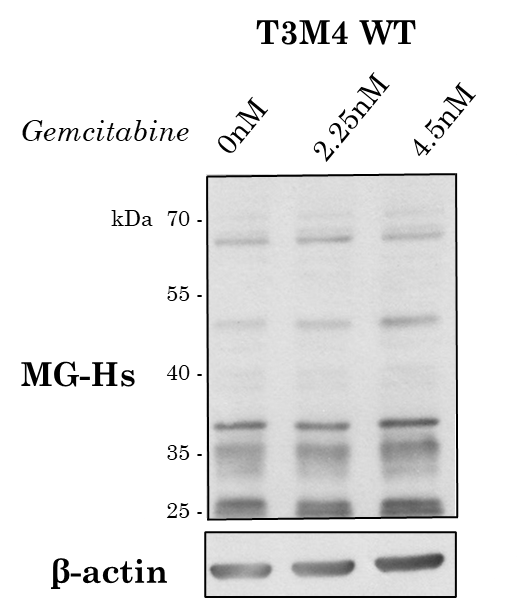 T3M4 WT
Gemcitabine 0nM 2.25nM 4.5nM
kDa 70 -
55 -
MG-Hs 40 -
35 -
25 -
β-actin